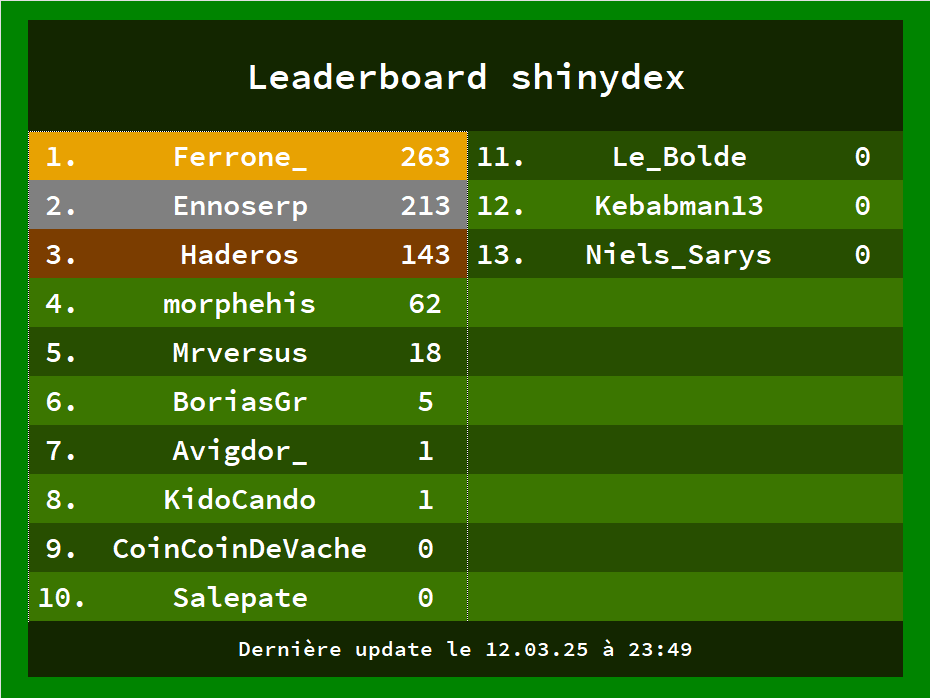 Leaderboard shinydex
1. Ferrone_ 263
2. Ennoserp 213
3. Haderos 143
4. morphehis 62
5. Mrversus 18
6. BoriasGr 5
7. Avigdor_ 1
8. KidoCando 1
9. CoinCoinDeVache 0
10. Salepate 0
11. Le_Bolde 0
12. Kebabman13 0
13. Niels_Sarys 0
Dernière update le 12.03.25 à 23:49